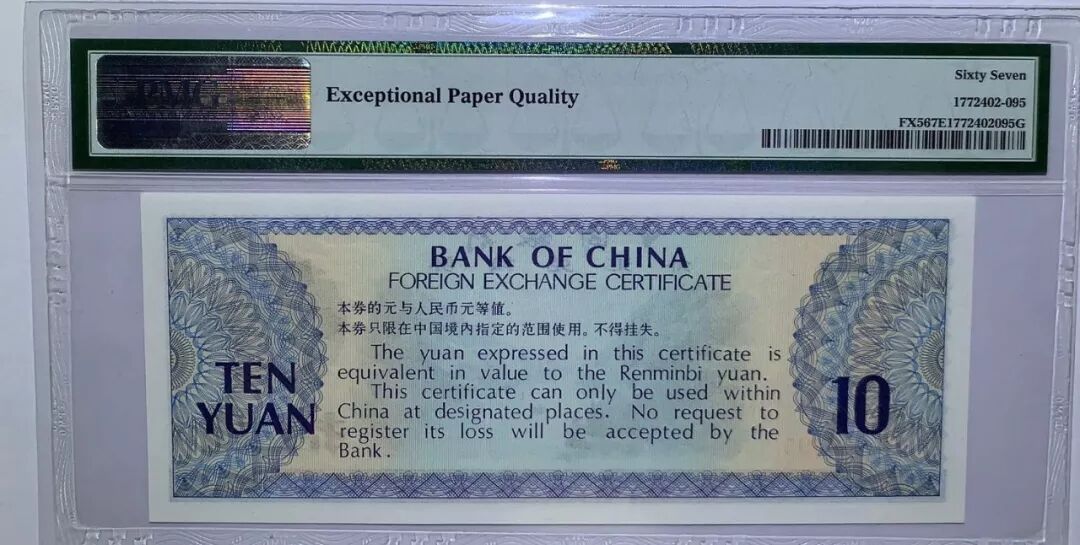 PMG
Exceptional Paper Quality
Sixty Seven
1772402-095
FX567E1772402095G
BANK OF CHINA
FOREIGN EXCHANGE CERTIFICATE
本券的元与人民币元等值。
本券只限在中国境内指定的范围使用。不得挂失。
The yuan expressed in this certificate is
equivalent in value to the Renminbi yuan.
This certificate can only be used within
China at designated places. No request to
register its loss will be accepted by the
Bank.
TEN
YUAN
10